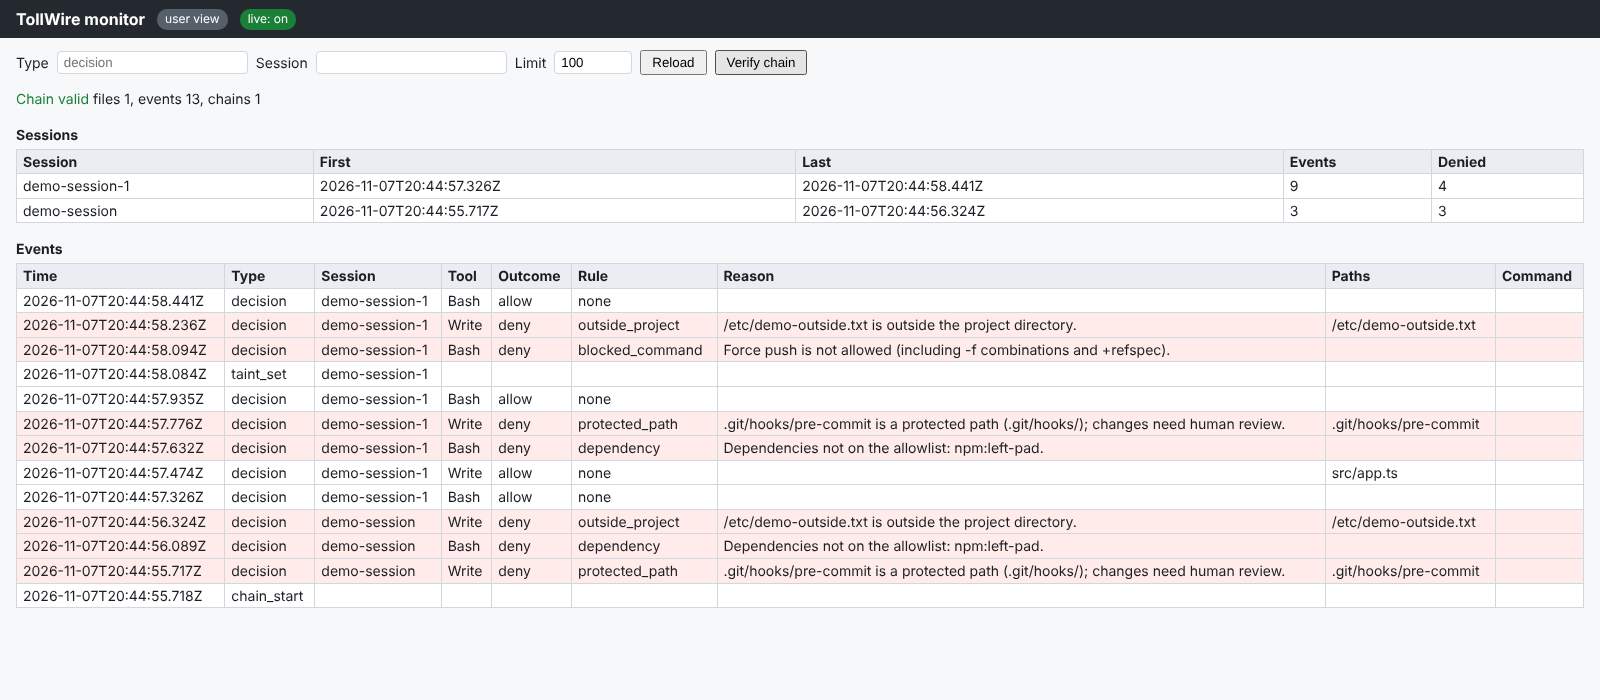 TollWire monitor user view live: on
Type decision Session Limit 100 Reload Verify chain
Chain valid files 1, events 13, chains 1
Sessions
Session First Last Events Denied
demo-session-1 2026-11-07T20:44:57.326Z 2026-11-07T20:44:58.441Z 9 4
demo-session 2026-11-07T20:44:55.717Z 2026-11-07T20:44:56.324Z 3 3
Events
Time Type Session Tool Outcome Rule Reason Paths Command
2026-11-07T20:44:58.441Z decision demo-session-1 Bash allow none
2026-11-07T20:44:58.236Z decision demo-session-1 Write deny outside_project /etc/demo-outside.txt is outside the project directory. /etc/demo-outside.txt
2026-11-07T20:44:58.094Z decision demo-session-1 Bash deny blocked_command Force push is not allowed (including -f combinations and +refspec).
2026-11-07T20:44:58.084Z taint_set demo-session-1
2026-11-07T20:44:57.935Z decision demo-session-1 Bash allow none
2026-11-07T20:44:57.776Z decision demo-session-1 Write deny protected_path .git/hooks/pre-commit is a protected path (.git/hooks/); changes need human review. .git/hooks/pre-commit
2026-11-07T20:44:57.632Z decision demo-session-1 Bash deny dependency Dependencies not on the allowlist: npm:left-pad.
2026-11-07T20:44:57.474Z decision demo-session-1 Write allow none src/app.ts
2026-11-07T20:44:57.326Z decision demo-session-1 Bash allow none
2026-11-07T20:44:56.324Z decision demo-session Write deny outside_project /etc/demo-outside.txt is outside the project directory. /etc/demo-outside.txt
2026-11-07T20:44:56.089Z decision demo-session Bash deny dependency Dependencies not on the allowlist: npm:left-pad.
2026-11-07T20:44:55.717Z decision demo-session Write deny protected_path .git/hooks/pre-commit is a protected path (.git/hooks/); changes need human review. .git/hooks/pre-commit
2026-11-07T20:44:55.718Z chain_start